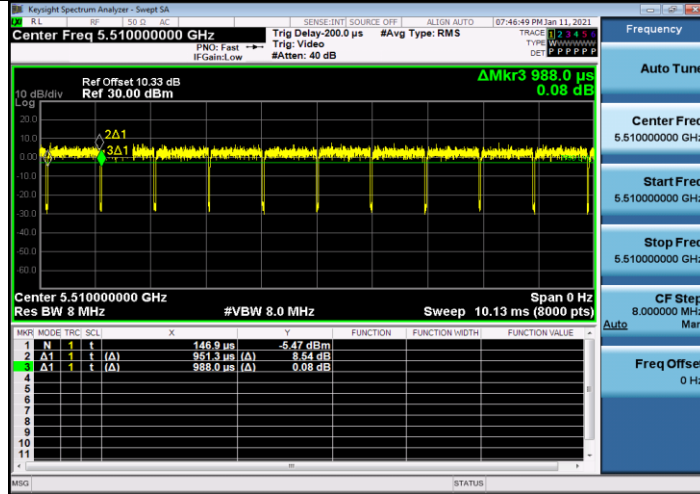 Keysight Spectrum Analyzer - Swept SA
RL RF 50 Ω AC SENSE:INT SOURCE OFF ALIGN AUTO 07:46:49 PM Jan 11, 2021
Center Freq 5.510000000 GHz
PNO: Fast
IFGain:Low
Trig Delay-200.0 µs
Trig: Video
#Atten: 40 dB
#Avg Type: RMS
TRACE 1 2 3 4 5 6
TYPE WWWWWW
DET P P P P P P
Frequency
Auto Tune
Center Freq
5.510000000 GHz
Start Freq
5.510000000 GHz
Stop Freq
5.510000000 GHz
CF Step
8.000000 MHz
Auto Man
Freq Offset
0 Hz
ΔMkr3 988.0 µs
0.08 dB
Ref Offset 10.33 dB
10 dB/div Ref 30.00 dBm
Log
20.0
10.0
0.00
-10.0
-20.0
-30.0
-40.0
-50.0
-60.0
2Δ1
3Δ1
Center 5.510000000 GHz Span 0 Hz
Res BW 8 MHz #VBW 8.0 MHz Sweep 10.13 ms (8000 pts)
MKR MODE TRC SCL X Y FUNCTION FUNCTION WIDTH FUNCTION VALUE
1 N 1 t 146.9 µs -5.47 dBm
2 Δ1 1 t (Δ) 951.3 µs (Δ) 8.54 dB
3 Δ1 1 t (Δ) 988.0 µs (Δ) 0.08 dB
4
5
6
7
8
9
10
11
MSG STATUS